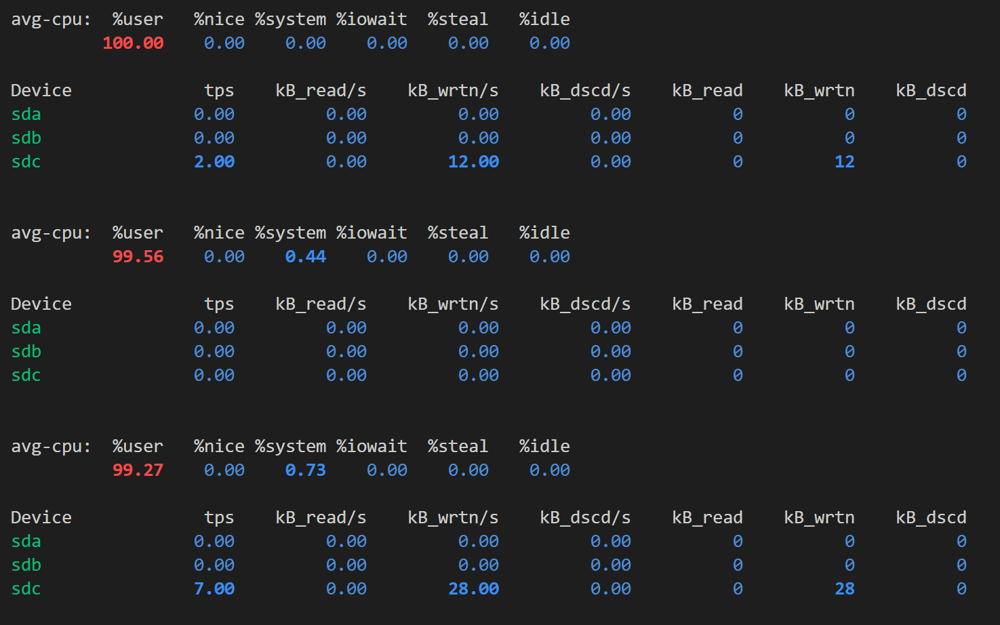 avg-cpu:  %user   %nice %system %iowait  %steal   %idle
         100.00    0.00    0.00    0.00    0.00    0.00
Device             tps    kB_read/s    kB_wrtn/s    kB_dscd/s    kB_read    kB_wrtn    kB_dscd
sda               0.00         0.00         0.00         0.00          0          0          0
sdb               0.00         0.00         0.00         0.00          0          0          0
sdc               2.00         0.00        12.00         0.00          0         12          0
avg-cpu:  %user   %nice %system %iowait  %steal   %idle
          99.56    0.00    0.44    0.00    0.00    0.00
Device             tps    kB_read/s    kB_wrtn/s    kB_dscd/s    kB_read    kB_wrtn    kB_dscd
sda               0.00         0.00         0.00         0.00          0          0          0
sdb               0.00         0.00         0.00         0.00          0          0          0
sdc               0.00         0.00         0.00         0.00          0          0          0
avg-cpu:  %user   %nice %system %iowait  %steal   %idle
          99.27    0.00    0.73    0.00    0.00    0.00
Device             tps    kB_read/s    kB_wrtn/s    kB_dscd/s    kB_read    kB_wrtn    kB_dscd
sda               0.00         0.00         0.00         0.00          0          0          0
sdb               0.00         0.00         0.00         0.00          0          0          0
sdc               7.00         0.00        28.00         0.00          0         28          0